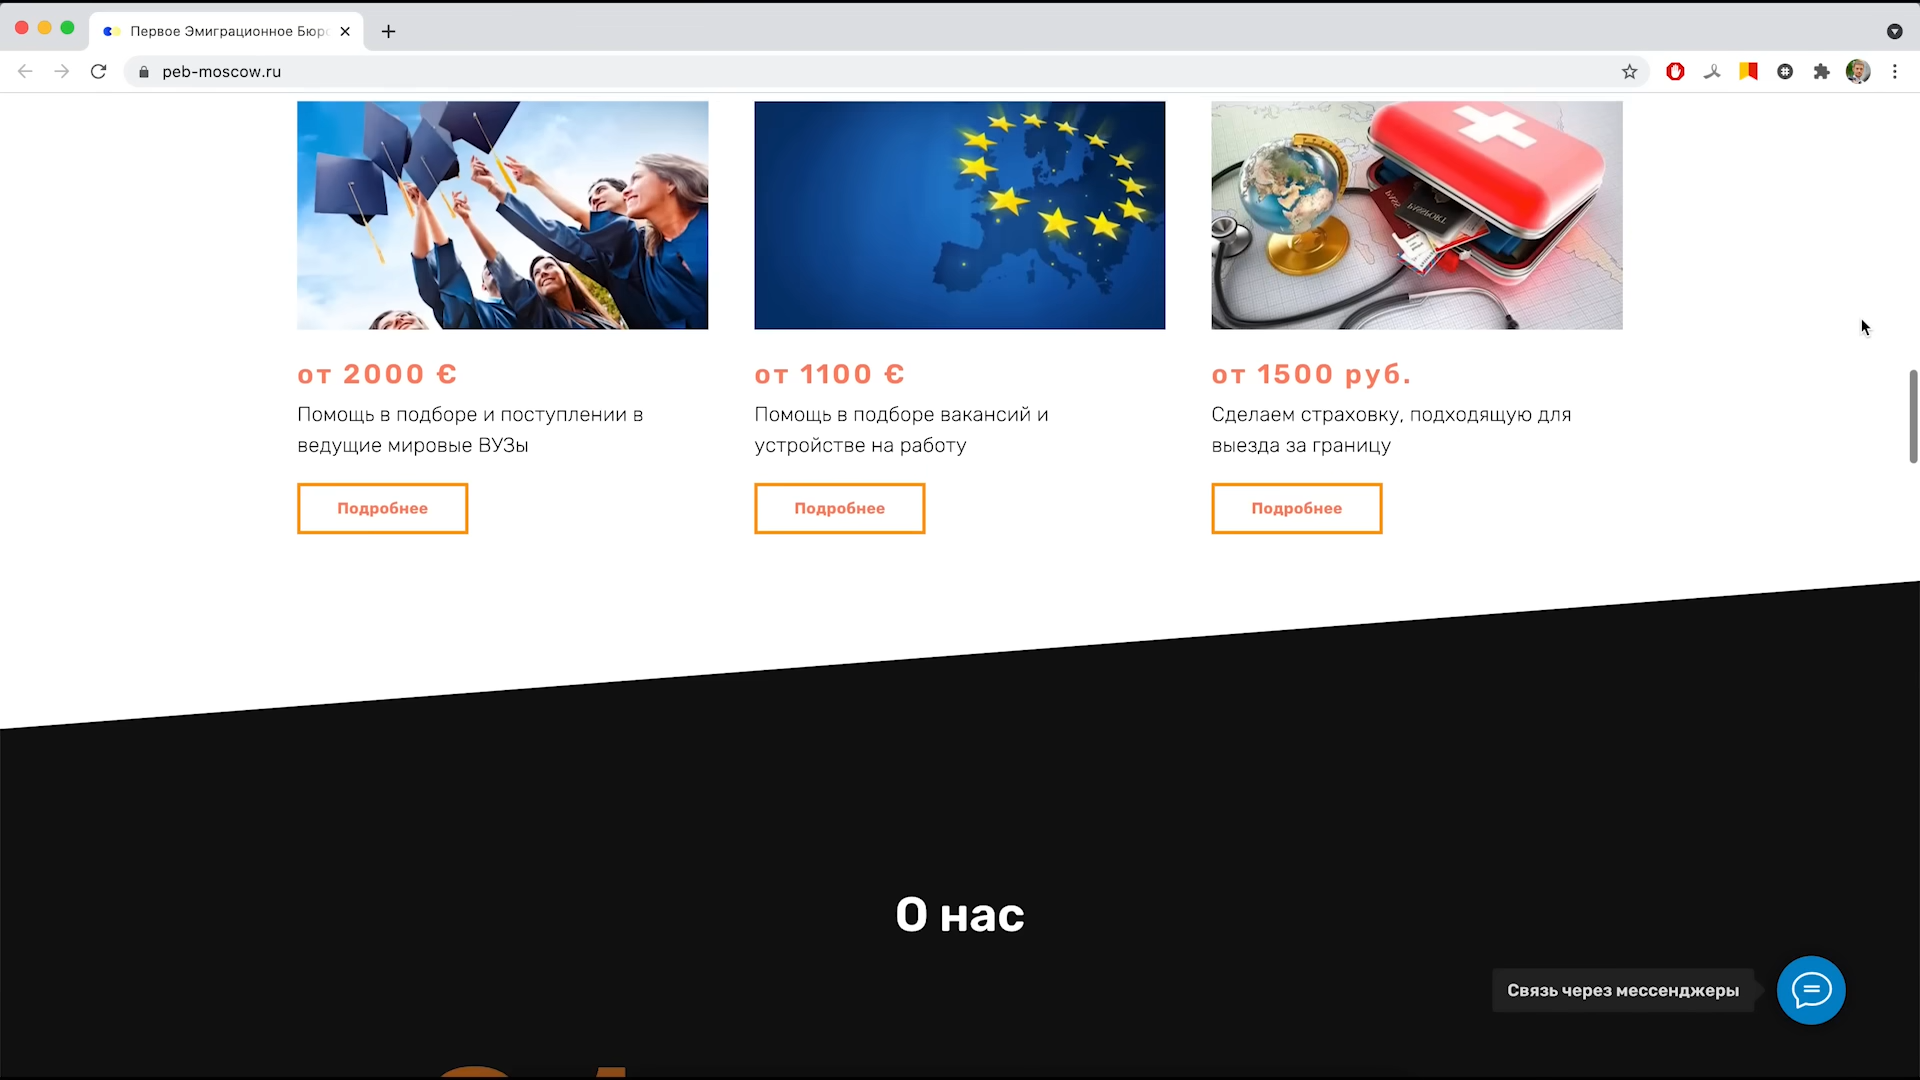 Первое Эмиграционное Бюро
peb-moscow.ru
от 2000 €
Помощь в подборе и поступлении в
ведущие мировые ВУЗы
Подробнее
от 1100 €
Помощь в подборе вакансий и
устройстве на работу
Подробнее
от 1500 руб.
Сделаем страховку, подходящую для
выезда за границу
Подробнее
О нас
Связь через мессенджеры